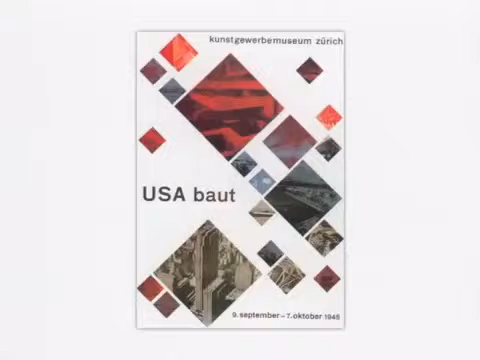 kunstgewerbemuseum zürich
USA baut
9. september – 7. oktober 1945